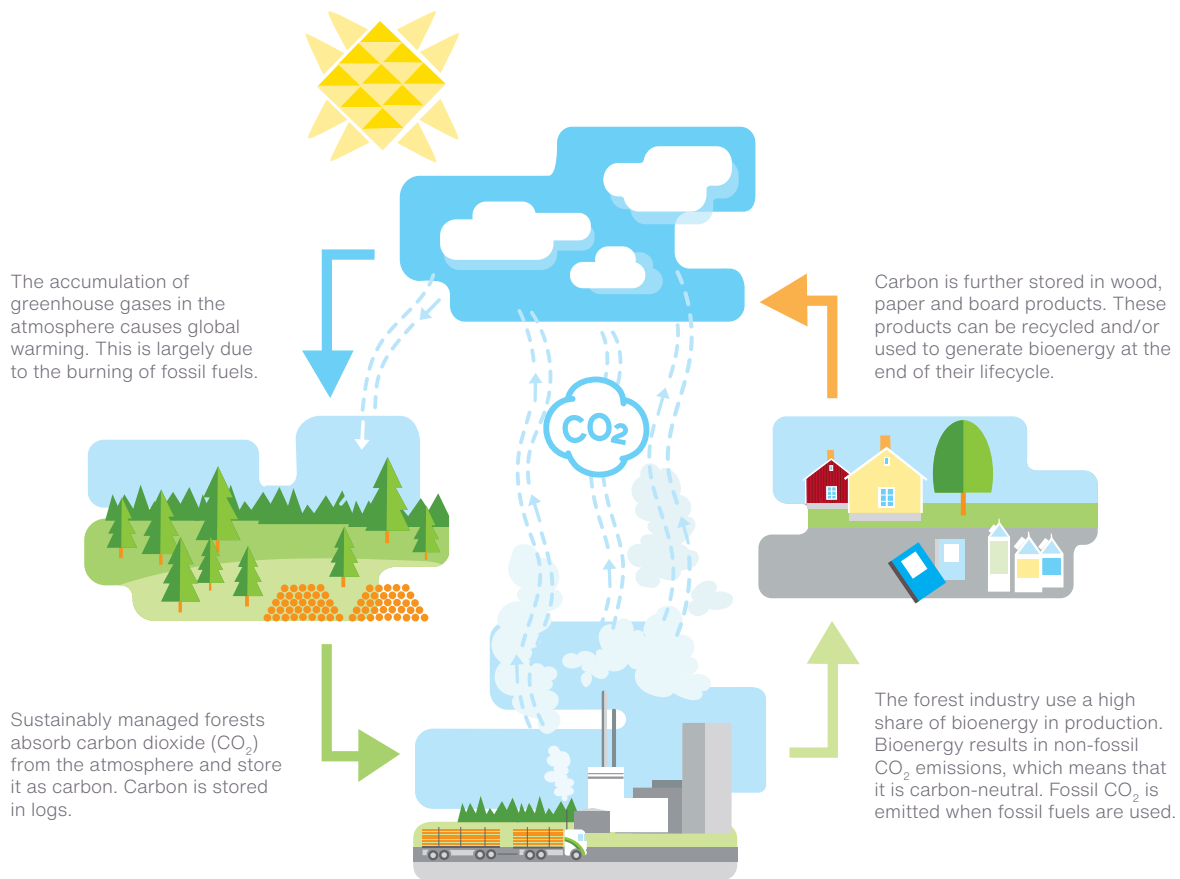 The accumulation of
greenhouse gases in the
atmosphere causes global
warming. This is largely due
to the burning of fossil fuels.
Carbon is further stored in wood,
paper and board products. These
products can be recycled and/or
used to generate bioenergy at the
end of their lifecycle.
CO2
Sustainably managed forests
absorb carbon dioxide (CO₂)
from the atmosphere and store
it as carbon. Carbon is stored
in logs.
The forest industry use a high
share of bioenergy in production.
Bioenergy results in non-fossil
CO₂ emissions, which means that
it is carbon-neutral. Fossil CO₂ is
emitted when fossil fuels are used.